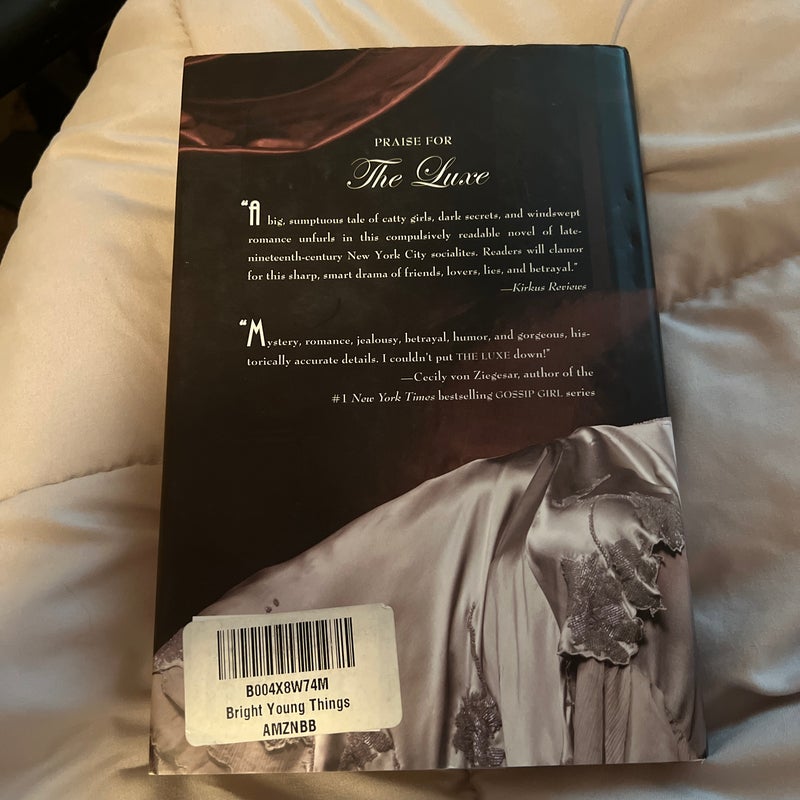 PRAISE FOR
The Luxe
“A big, sumptuous tale of catty girls, dark secrets, and windswept
romance unfurls in this compulsively readable novel of late-
nineteenth-century New York City socialites. Readers will clamor
for this sharp, smart drama of friends, lovers, lies, and betrayal.”
—Kirkus Reviews
“Mystery, romance, jealousy, betrayal, humor, and gorgeous, his-
torically accurate details. I couldn't put THE LUXE down!”
—Cecily von Ziegesar, author of the
#1 New York Times bestselling GOSSIP GIRL series
B004X8W74M
Bright Young Things
AMZNBB